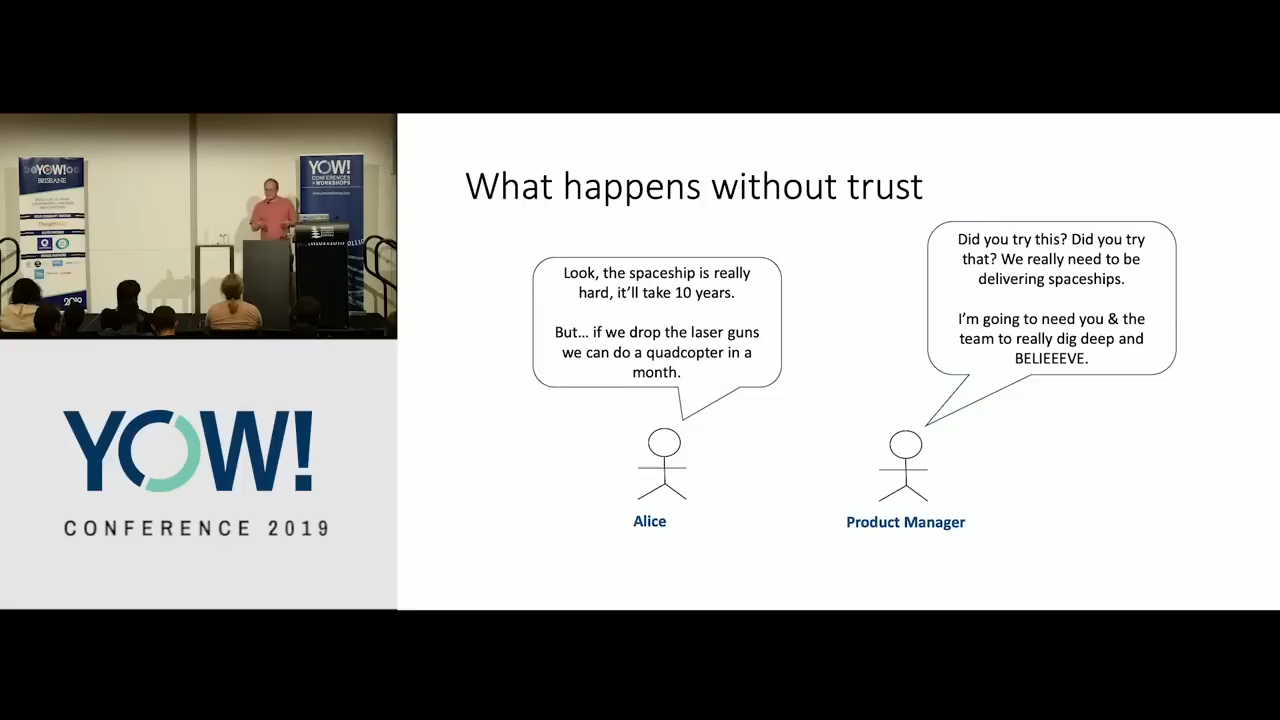 YOW!
BRISBANE
2019
YOW!
CONFERENCES
+WORKSHOPS
YOW!
CONFERENCE 2019
What happens without trust
Look, the spaceship is really
hard, it’ll take 10 years.
But… if we drop the laser guns
we can do a quadcopter in a
month.
Did you try this? Did you try
that? We really need to be
delivering spaceships.
I’m going to need you & the
team to really dig deep and
BELIEEEVE.
Alice
Product Manager